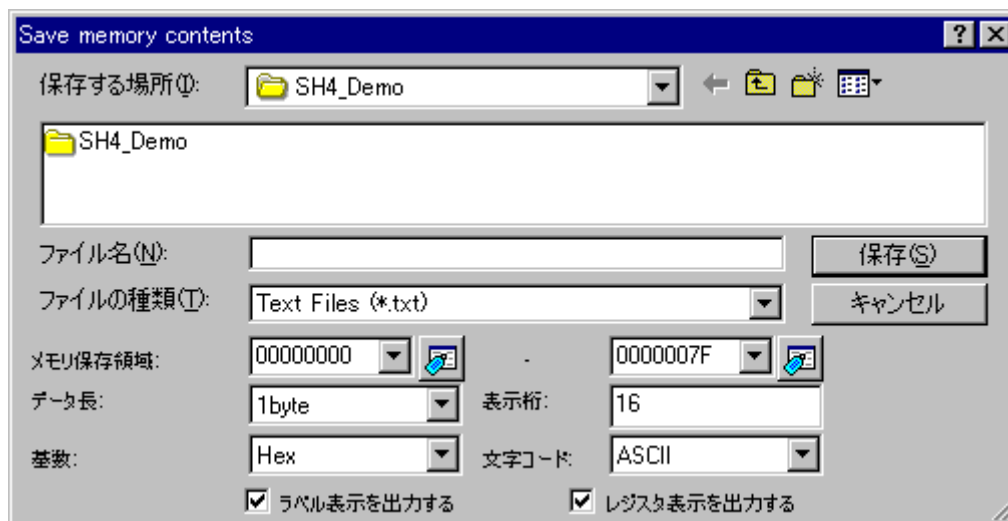 Save memory contents
保存する場所(I): SH4_Demo
SH4_Demo
ファイル名(N): 保存(S)
ファイルの種類(T): Text Files (*.txt) キャンセル
メモリ保存領域: 00000000 - 0000007F
データ長: 1byte 表示桁: 16
基数: Hex 文字コード: ASCII
ラベル表示を出力する レジスタ表示を出力する